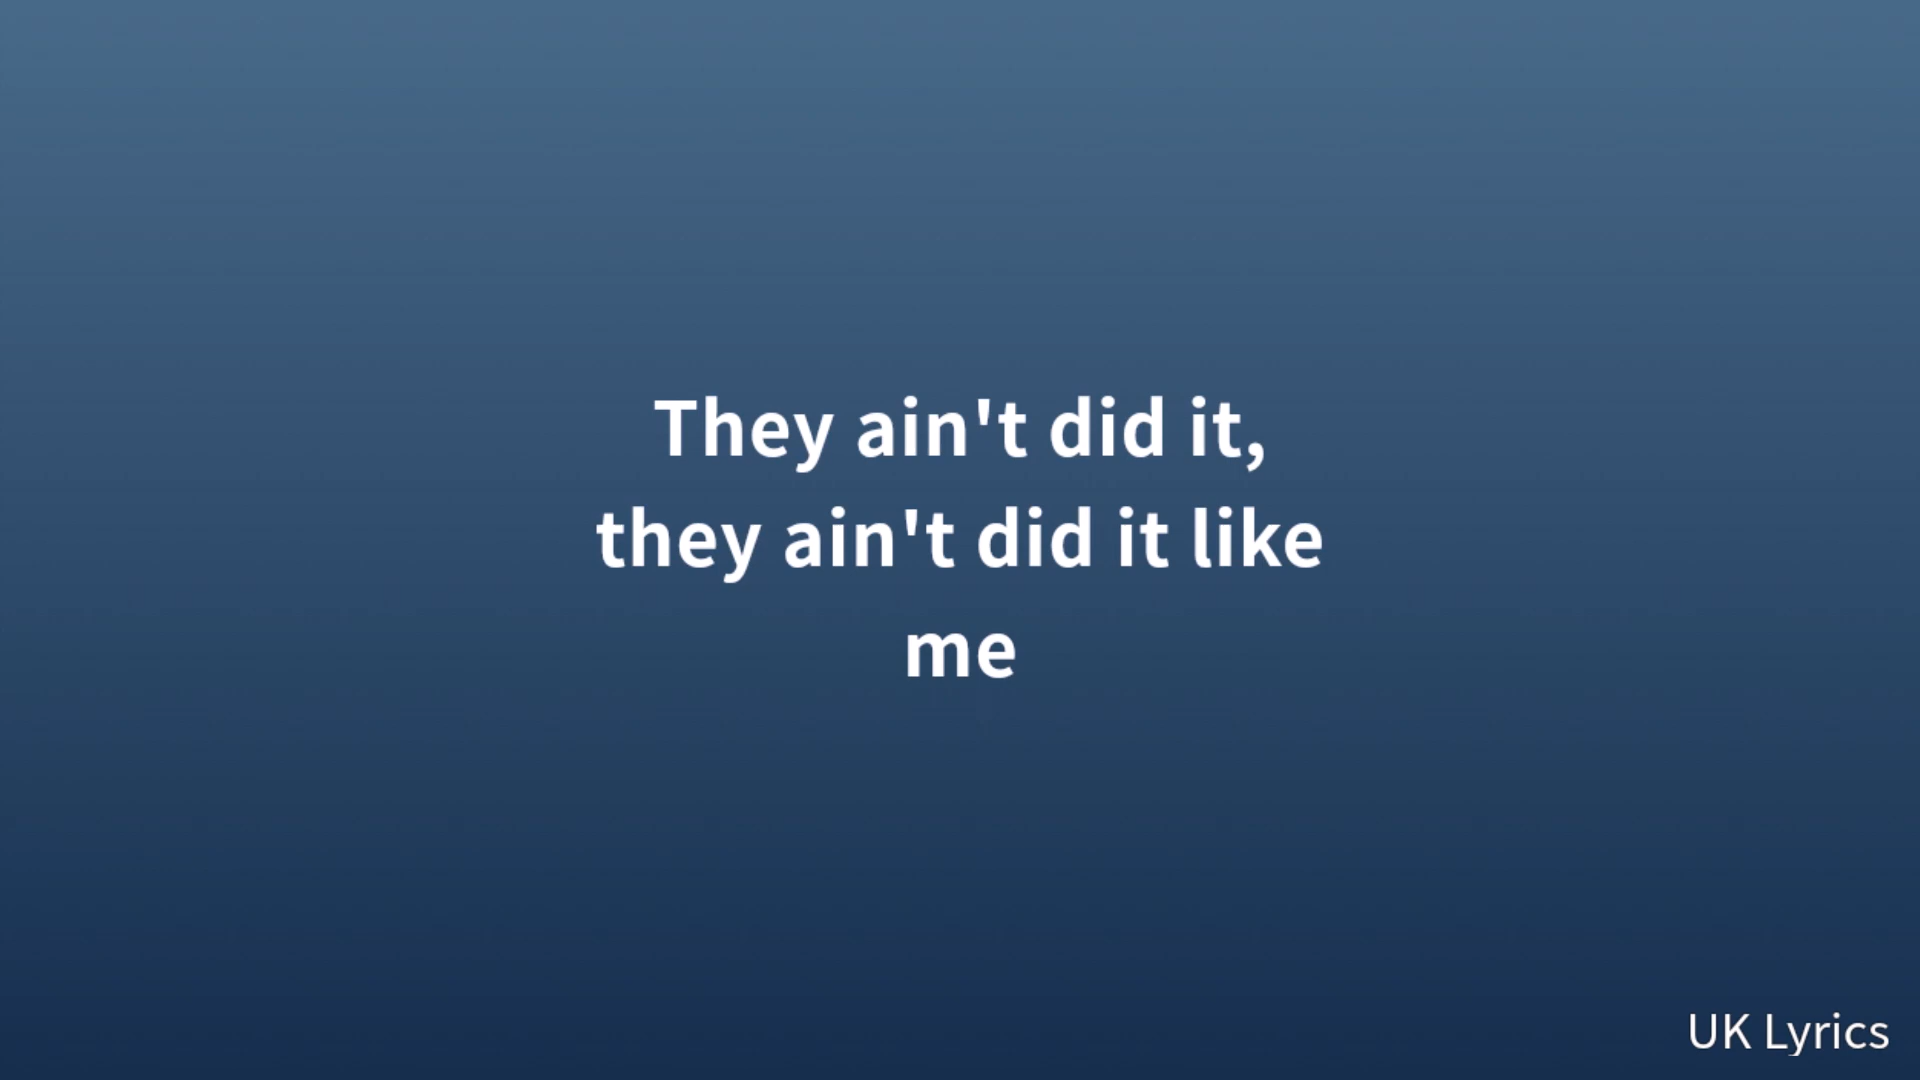 They ain't did it,
they ain't did it like
me
UK Lyrics